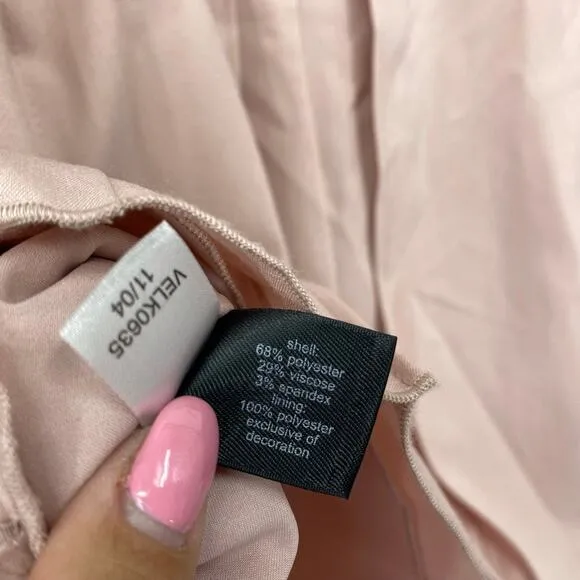 VELK0635
11/04
shell:
68% polyester
29% viscose
3% spandex
lining:
100% polyester
exclusive of
decoration